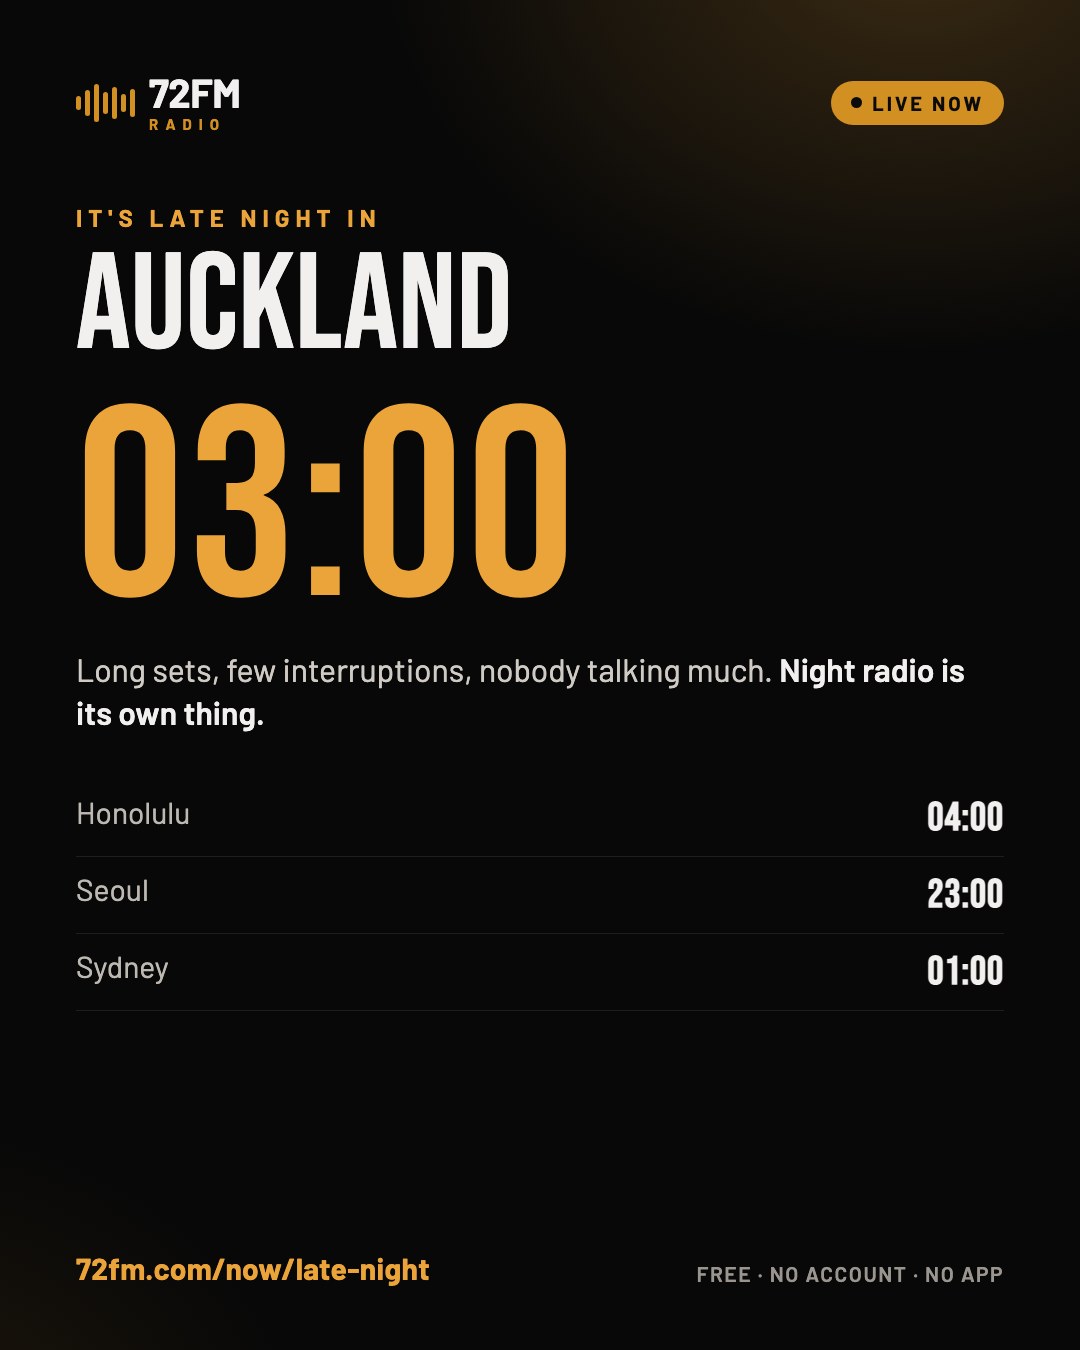 72FM
RADIO
LIVE NOW
IT'S LATE NIGHT IN
AUCKLAND
03:00
Long sets, few interruptions, nobody talking much. Night radio is
its own thing.
Honolulu 04:00
Seoul 23:00
Sydney 01:00
72fm.com/now/late-night
FREE · NO ACCOUNT · NO APP